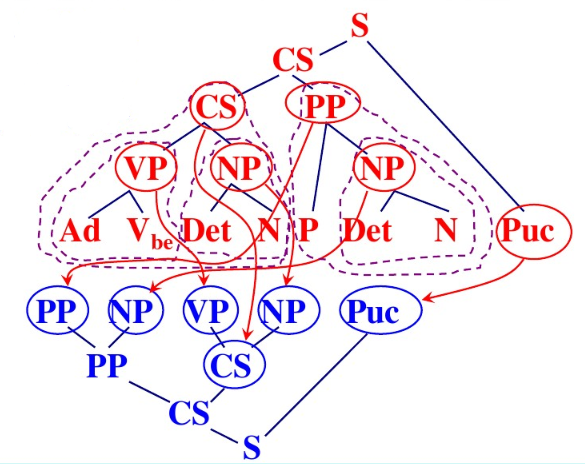 S
CS
CS PP
VP NP NP
Ad V be Det N P Det N Puc
PP NP VP NP Puc
PP CS
CS
S